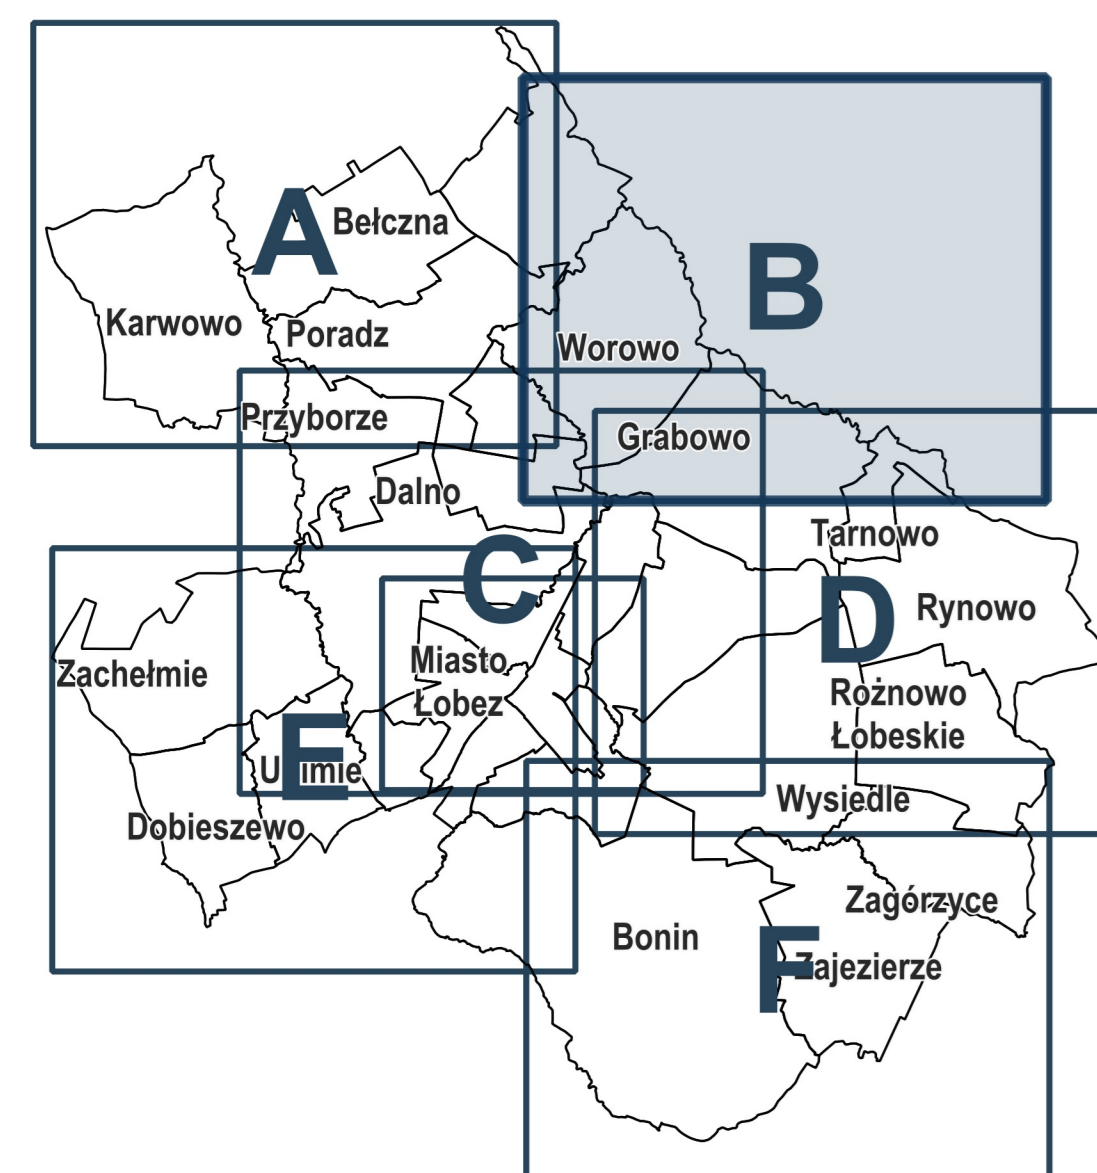 A
Bełczna
B
Karwowo
Poradz
Worowo
Przyborze
Grabowo
Dalno
Tarnowo
C
D
Rynowo
Miasto
Łobez
Zachełmie
Rożnowo
Łobeskie
E
Wysiedle
Dobieszewo
Zagórzyce
Bonin
F
Zajezierze